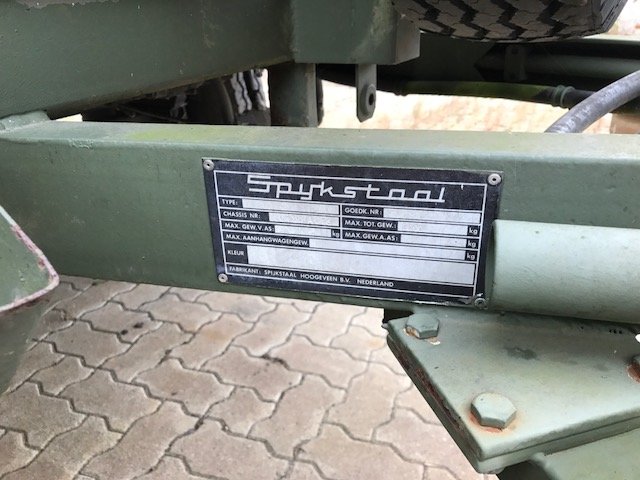 Spykstaal
TYPE: GOEDK. NR:
CHASSIS NR: MAX. TOT. GEW. kg
MAX. GEW. V. AS: kg MAX. GEW. A. AS: kg
MAX. AANHANGWAGENGEW. kg
KLEUR
FABRIKANT: SPIJKSTAAL HOOGEVEEN B.V. NEDERLAND